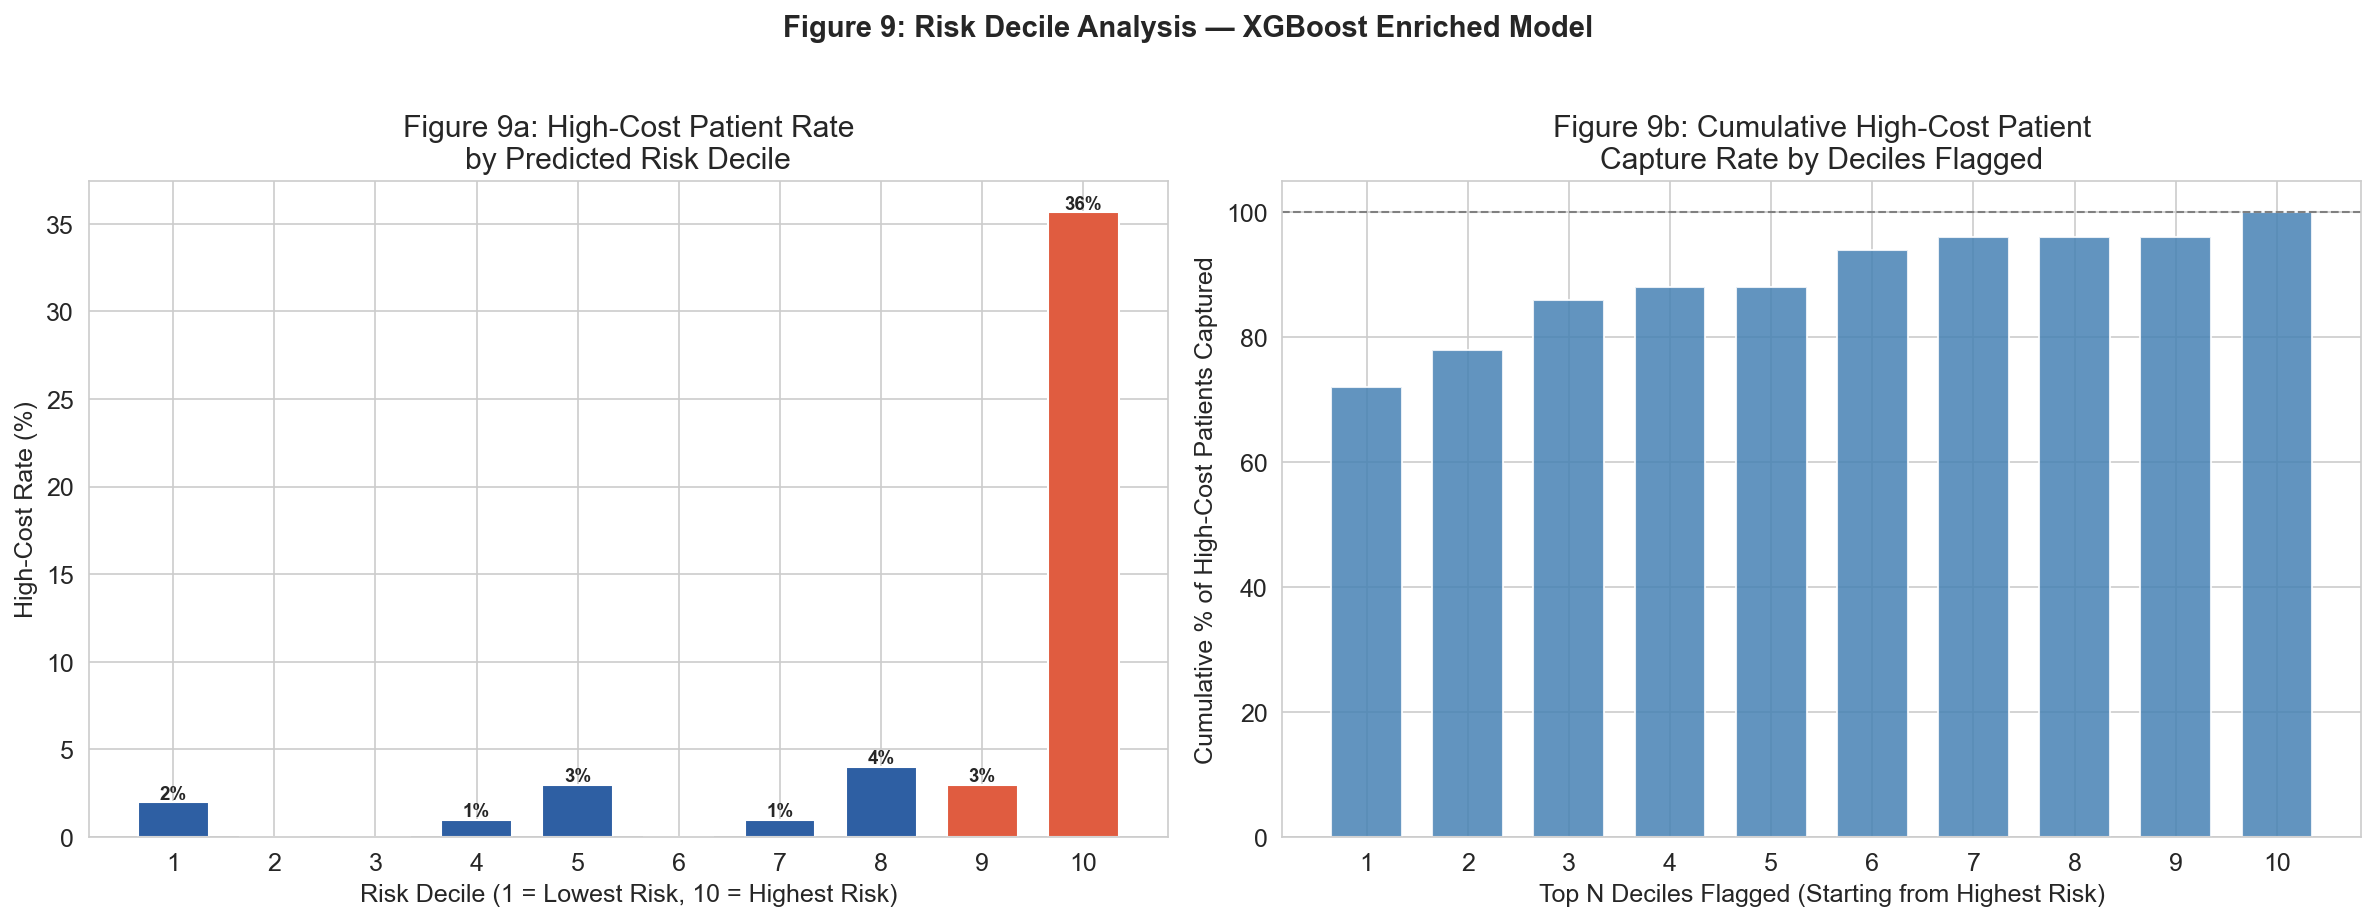 Figure 9: Risk Decile Analysis — XGBoost Enriched Model
Figure 9a: High-Cost Patient Rate
by Predicted Risk Decile
High-Cost Rate (%)
35
30
25
20
15
10
5
0
2%
1%
3%
1%
4%
3%
36%
1 2 3 4 5 6 7 8 9 10
Risk Decile (1 = Lowest Risk, 10 = Highest Risk)
Figure 9b: Cumulative High-Cost Patient
Capture Rate by Deciles Flagged
Cumulative % of High-Cost Patients Captured
100
80
60
40
20
0
1 2 3 4 5 6 7 8 9 10
Top N Deciles Flagged (Starting from Highest Risk)